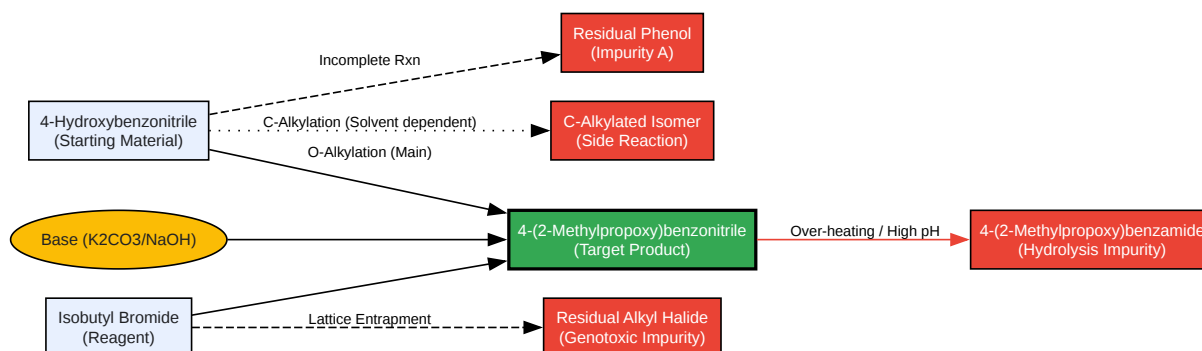 Residual Phenol
(Impurity A)
Incomplete Rxn
4-Hydroxybenzonitrile
(Starting Material)
C-Alkylation (Solvent dependent)
C-Alkylated Isomer
(Side Reaction)
O-Alkylation (Main)
Base (K2CO3/NaOH)
4-(2-Methylpropoxy)benzonitrile
(Target Product)
Over-heating / High pH
4-(2-Methylpropoxy)benzamide
(Hydrolysis Impurity)
Isobutyl Bromide
(Reagent)
Lattice Entrapment
Residual Alkyl Halide
(Genotoxic Impurity)